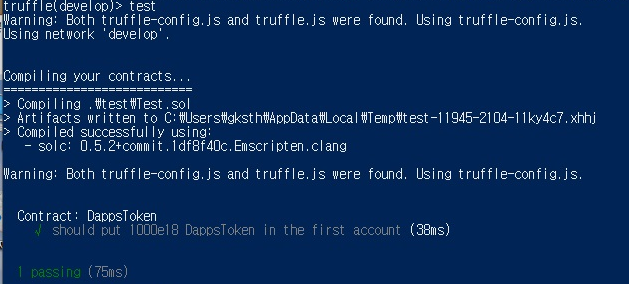 truffle(develop)> test
Warning: Both truffle-config.js and truffle.js were found. Using truffle-config.js.
Using network 'develop'.
Compiling your contracts...
===========================
> Compiling .₩test₩Test.sol
> Artifacts written to C:₩Users₩gksth₩AppData₩Local₩Temp₩test-11945-2104-11ky4c7.xhhj
> Compiled successfully using:
- solc: 0.5.2+commit.1df8f40c.Emscripten.clang
Warning: Both truffle-config.js and truffle.js were found. Using truffle-config.js.
Contract: DappsToken
√ should put 1000e18 DappsToken in the first account (38ms)
1 passing (75ms)